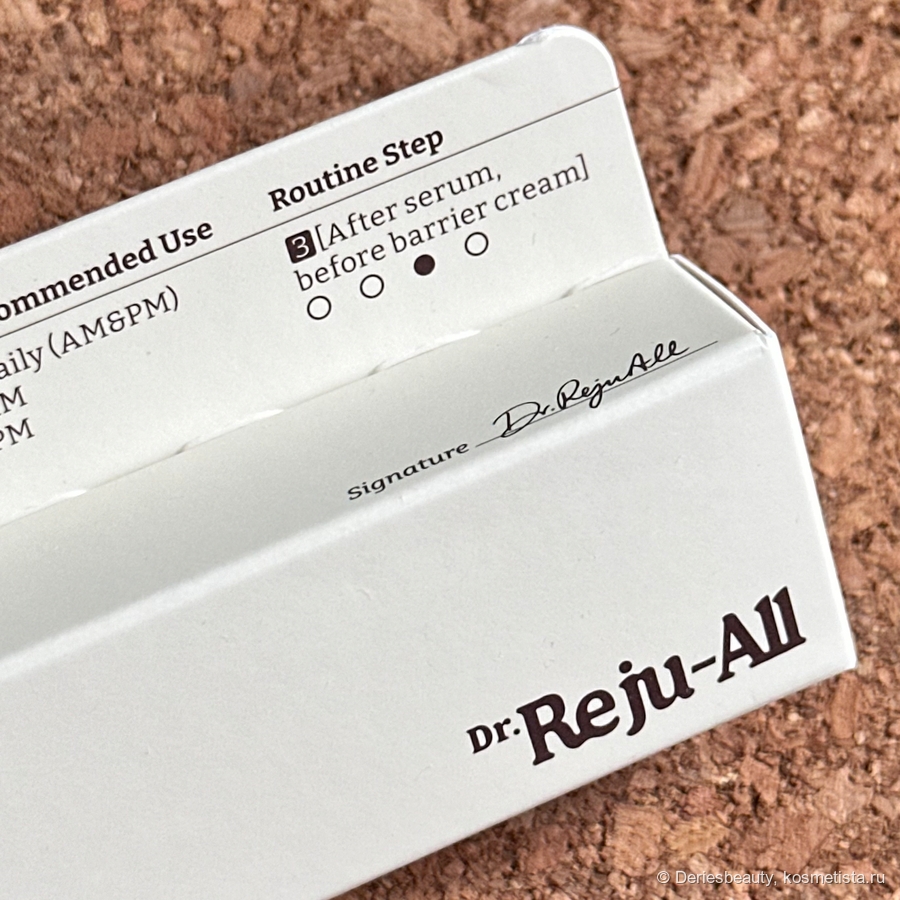 ommended Use
aily (AM&PM)
M
PM
Routine Step
3 [After serum,
before barrier cream]
Signature Dr.RejuAll
Dr.Reju-All
© Deriesbeauty, kosmetista.ru